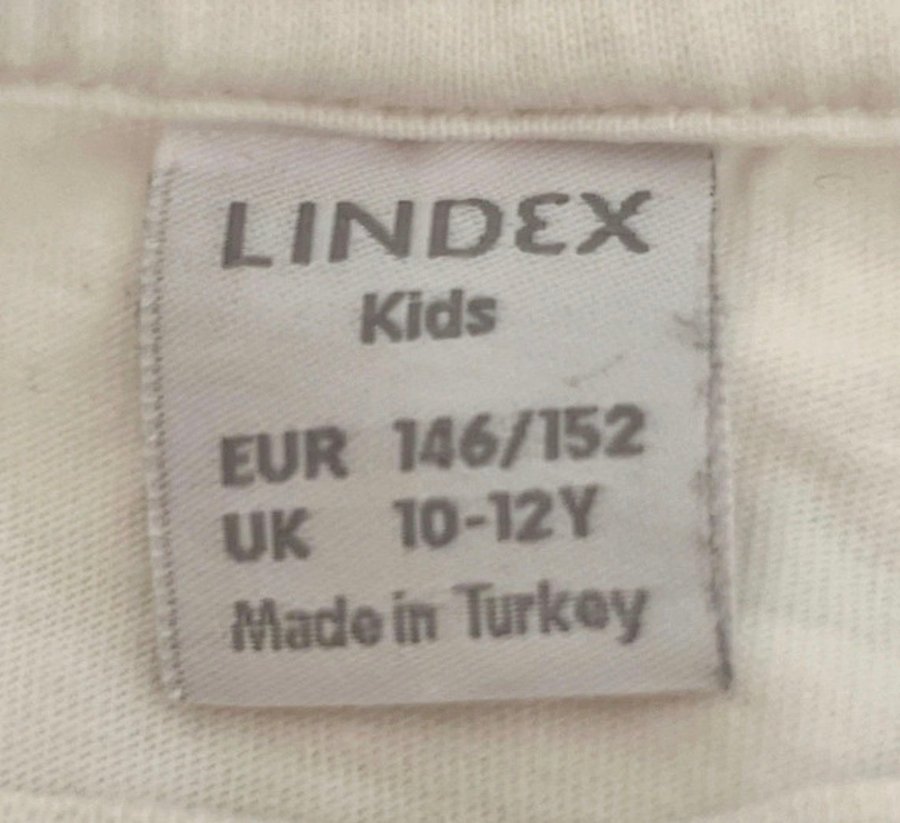 LINDEX
Kids
EUR 146/152
UK 10-12Y
Made in Turkey